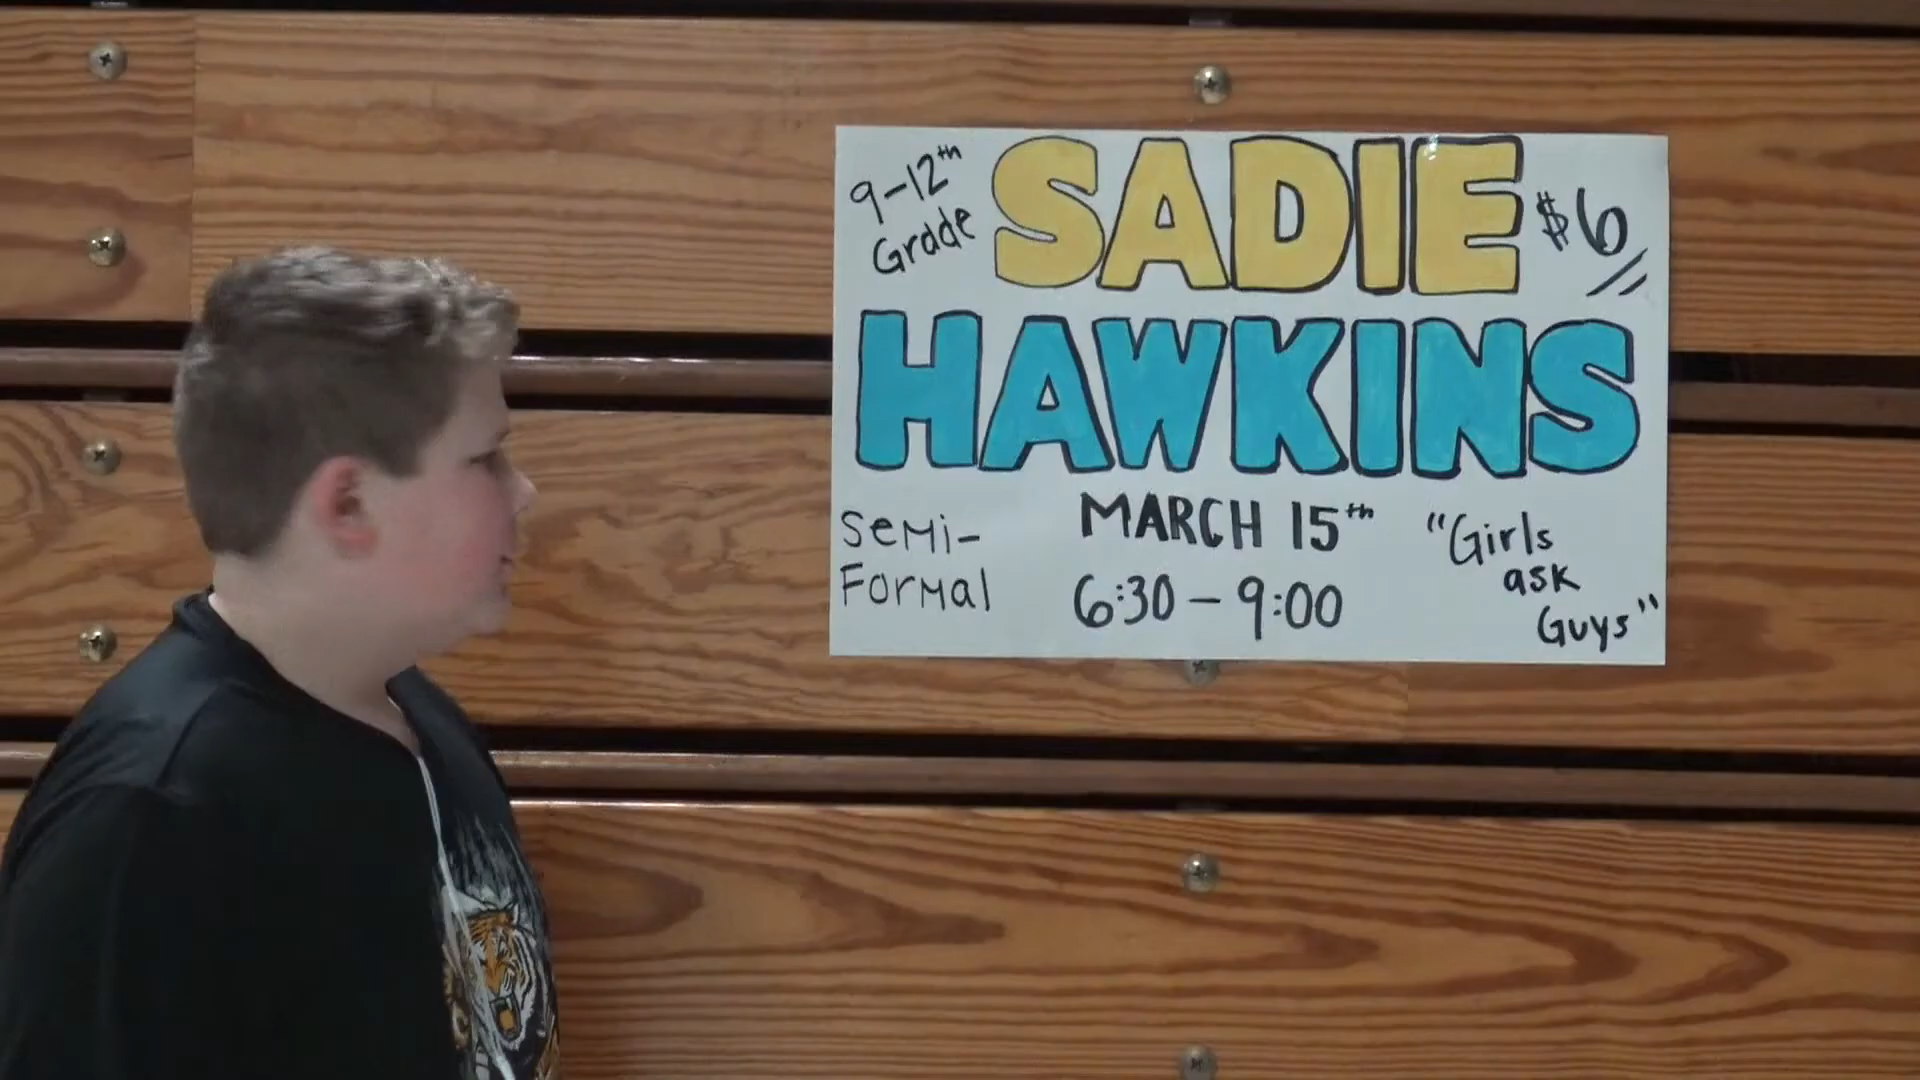 9-12th
Grade
SADIE
$6
HAWKINS
Semi-
Formal
MARCH 15th
6:30 - 9:00
"Girls
ask
Guys"